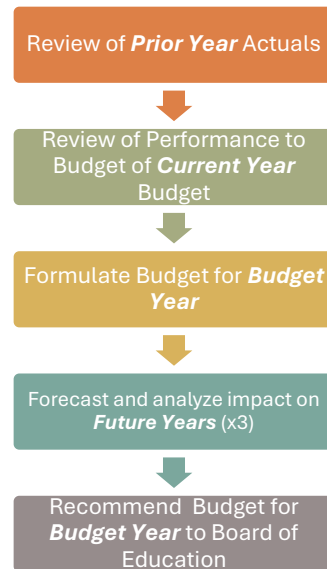 Review of Prior Year Actuals
Review of Performance to
Budget of Current Year
Budget
Formulate Budget for Budget
Year
Forecast and analyze impact on
Future Years (x3)
Recommend  Budget for
Budget Year to Board of
Education